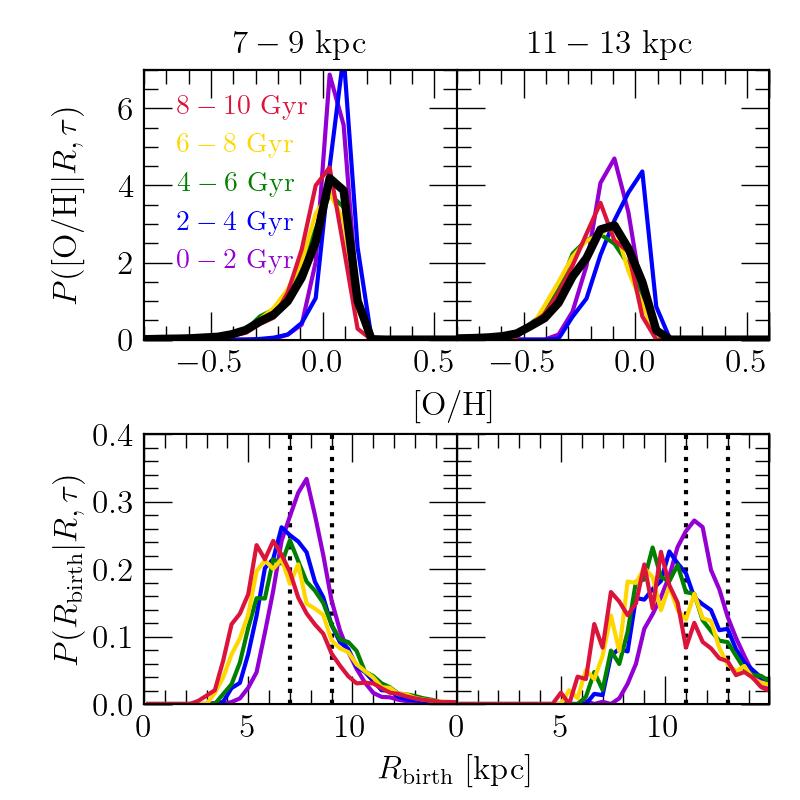 7 − 9 kpc 11 − 13 kpc
P([O/H]|R, τ)
6
4
2
0
8 − 10 Gyr
6 − 8 Gyr
4 − 6 Gyr
2 − 4 Gyr
0 − 2 Gyr
−0.5 0.0 0.5 −0.5 0.0 0.5
[O/H]
P(R_birth|R, τ)
0.4
0.3
0.2
0.1
0.0
0 5 10 0 5 10
R_birth [kpc]